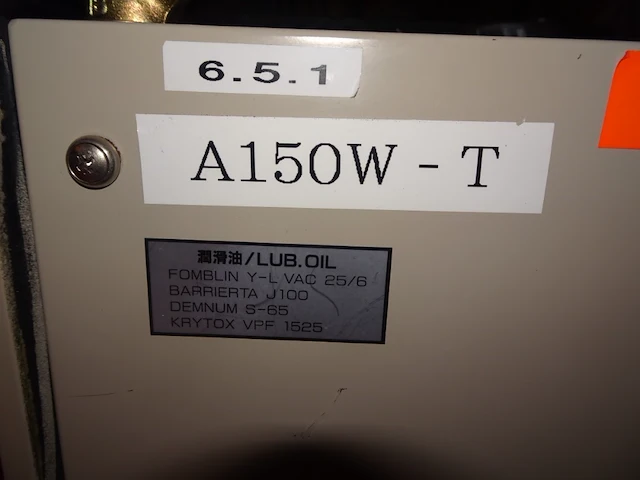 6.5.1
A150W - T
潤滑油/LUB.OIL
FOMBLIN Y-L VAC 25/6
BARRIERTA J100
DEMNUM S-65
KRYTOX VPF 1525